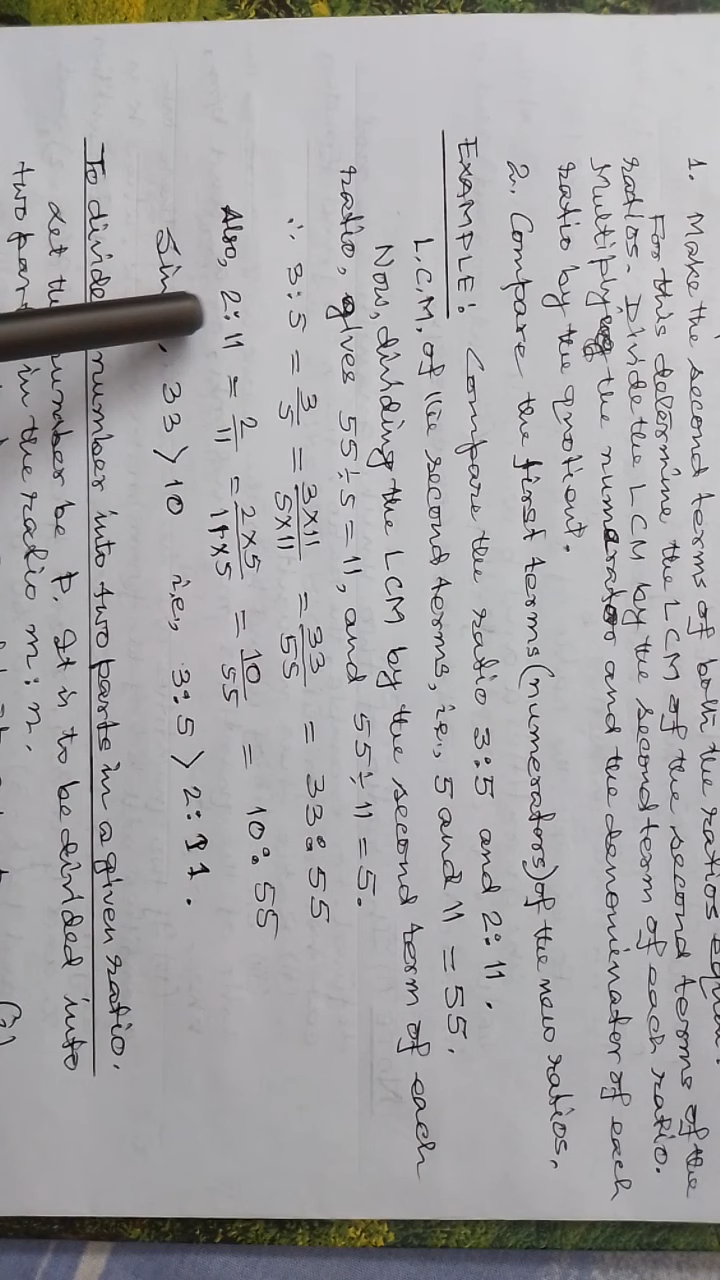 1. Make the second terms of both the ratios equal.
For this determine the LCM of the second terms of the
ratios. Divide the LCM by the second term of each ratio.
Multiply the numerator and the denominator of each
ratio by the quotient.
2. Compare the first terms (numerators) of the new ratios.
EXAMPLE: Compare the ratio 3:5 and 2:11.
L.C.M. of the second terms, i.e., 5 and 11 = 55.
Now, dividing the LCM by the second term of each
ratio, gives 55÷5=11, and 55÷11=5.
∴ 3:5 = 3/5 = 3×11/5×11 = 33/55 = 33:55
Also, 2:11 = 2/11 = 2×5/11×5 = 10/55 = 10:55
33>10 i.e., 3:5 > 2:11.
To divide number into two parts in a given ratio.
Let the number be P. It is to be divided into
two in the ratio m:n.